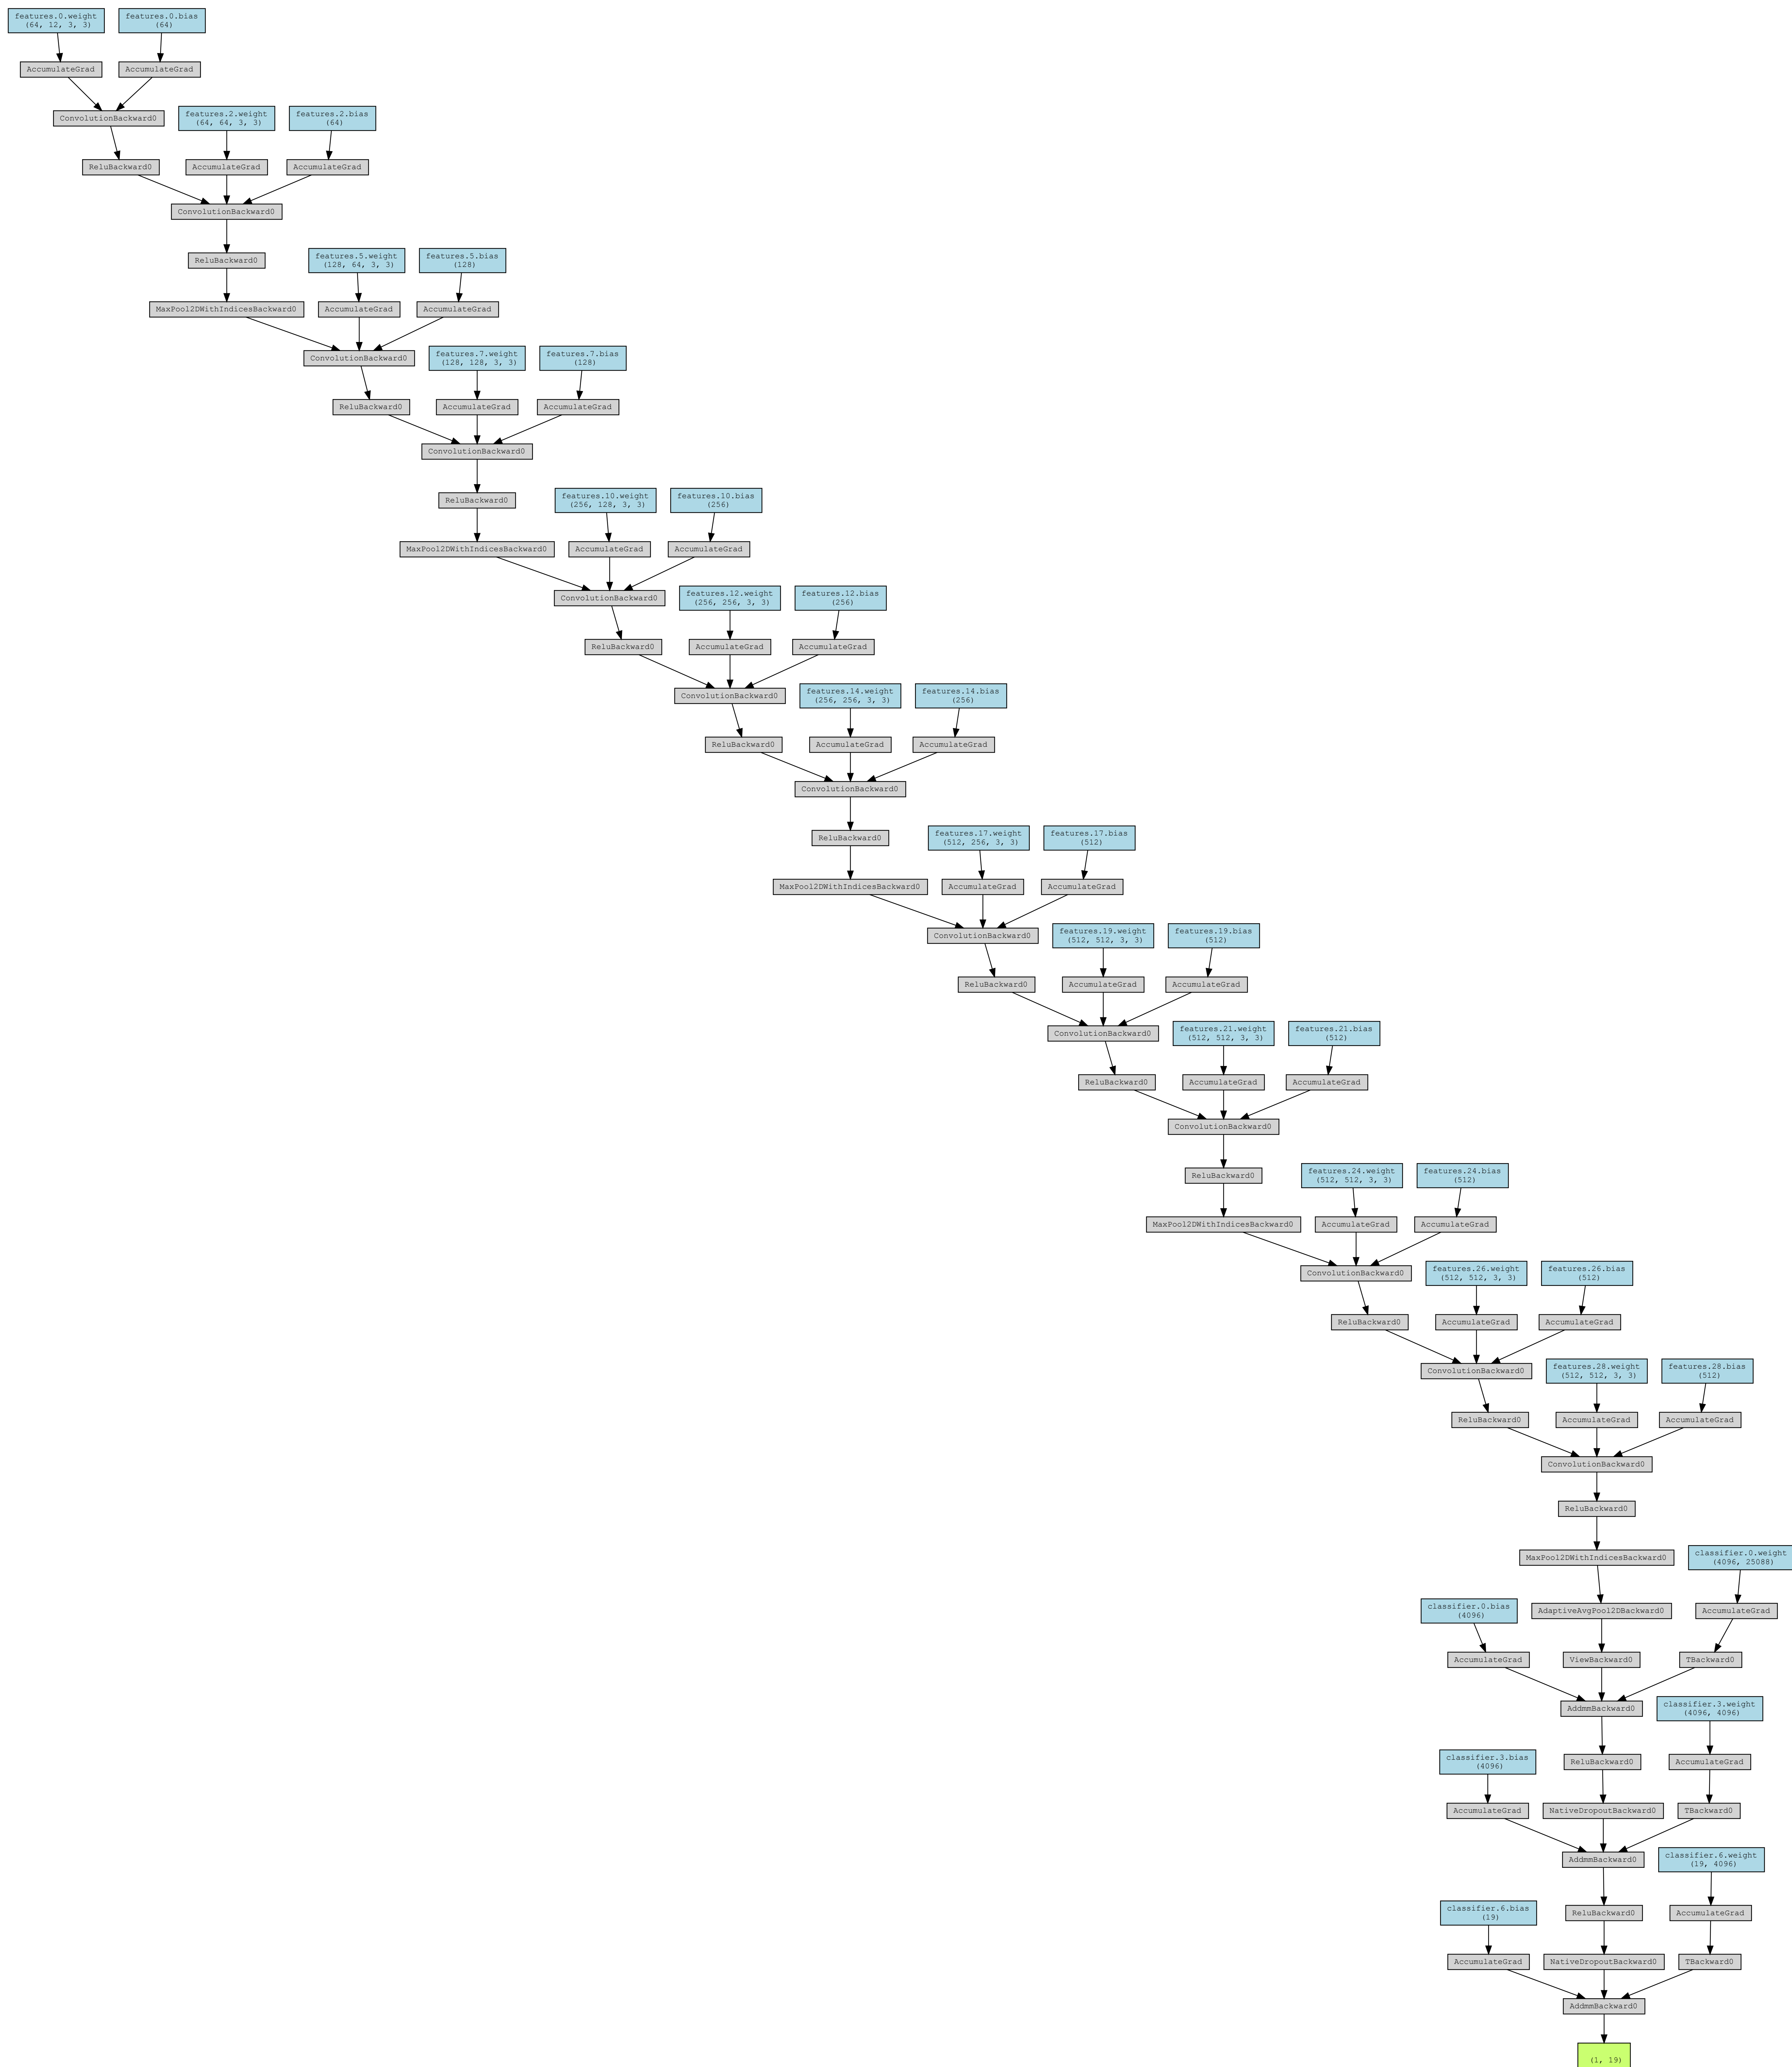 features.0.weight
(64, 12, 3, 3)
features.0.bias
(64)
AccumulateGrad
AccumulateGrad
ConvolutionBackward0
features.2.weight
(64, 64, 3, 3)
features.2.bias
(64)
ReluBackward0
AccumulateGrad
AccumulateGrad
ConvolutionBackward0
ReluBackward0
features.5.weight
(128, 64, 3, 3)
features.5.bias
(128)
MaxPool2DWithIndicesBackward0
AccumulateGrad
AccumulateGrad
ConvolutionBackward0
features.7.weight
(128, 128, 3, 3)
features.7.bias
(128)
ReluBackward0
AccumulateGrad
AccumulateGrad
ConvolutionBackward0
ReluBackward0
features.10.weight
(256, 128, 3, 3)
features.10.bias
(256)
MaxPool2DWithIndicesBackward0
AccumulateGrad
AccumulateGrad
ConvolutionBackward0
features.12.weight
(256, 256, 3, 3)
features.12.bias
(256)
ReluBackward0
AccumulateGrad
AccumulateGrad
ConvolutionBackward0
features.14.weight
(256, 256, 3, 3)
features.14.bias
(256)
ReluBackward0
AccumulateGrad
AccumulateGrad
ConvolutionBackward0
ReluBackward0
features.17.weight
(512, 256, 3, 3)
features.17.bias
(512)
MaxPool2DWithIndicesBackward0
AccumulateGrad
AccumulateGrad
ConvolutionBackward0
features.19.weight
(512, 512, 3, 3)
features.19.bias
(512)
ReluBackward0
AccumulateGrad
AccumulateGrad
ConvolutionBackward0
features.21.weight
(512, 512, 3, 3)
features.21.bias
(512)
ReluBackward0
AccumulateGrad
AccumulateGrad
ConvolutionBackward0
ReluBackward0
features.24.weight
(512, 512, 3, 3)
features.24.bias
(512)
MaxPool2DWithIndicesBackward0
AccumulateGrad
AccumulateGrad
ConvolutionBackward0
features.26.weight
(512, 512, 3, 3)
features.26.bias
(512)
ReluBackward0
AccumulateGrad
AccumulateGrad
ConvolutionBackward0
features.28.weight
(512, 512, 3, 3)
features.28.bias
(512)
ReluBackward0
AccumulateGrad
AccumulateGrad
ConvolutionBackward0
ReluBackward0
MaxPool2DWithIndicesBackward0
classifier.0.weight
(4096, 25088)
classifier.0.bias
(4096)
AdaptiveAvgPool2DBackward0
AccumulateGrad
AccumulateGrad
ViewBackward0
TBackward0
AddmmBackward0
classifier.3.weight
(4096, 4096)
classifier.3.bias
(4096)
ReluBackward0
AccumulateGrad
AccumulateGrad
NativeDropoutBackward0
TBackward0
AddmmBackward0
classifier.6.weight
(19, 4096)
classifier.6.bias
(19)
ReluBackward0
AccumulateGrad
AccumulateGrad
NativeDropoutBackward0
TBackward0
AddmmBackward0
(1, 19)